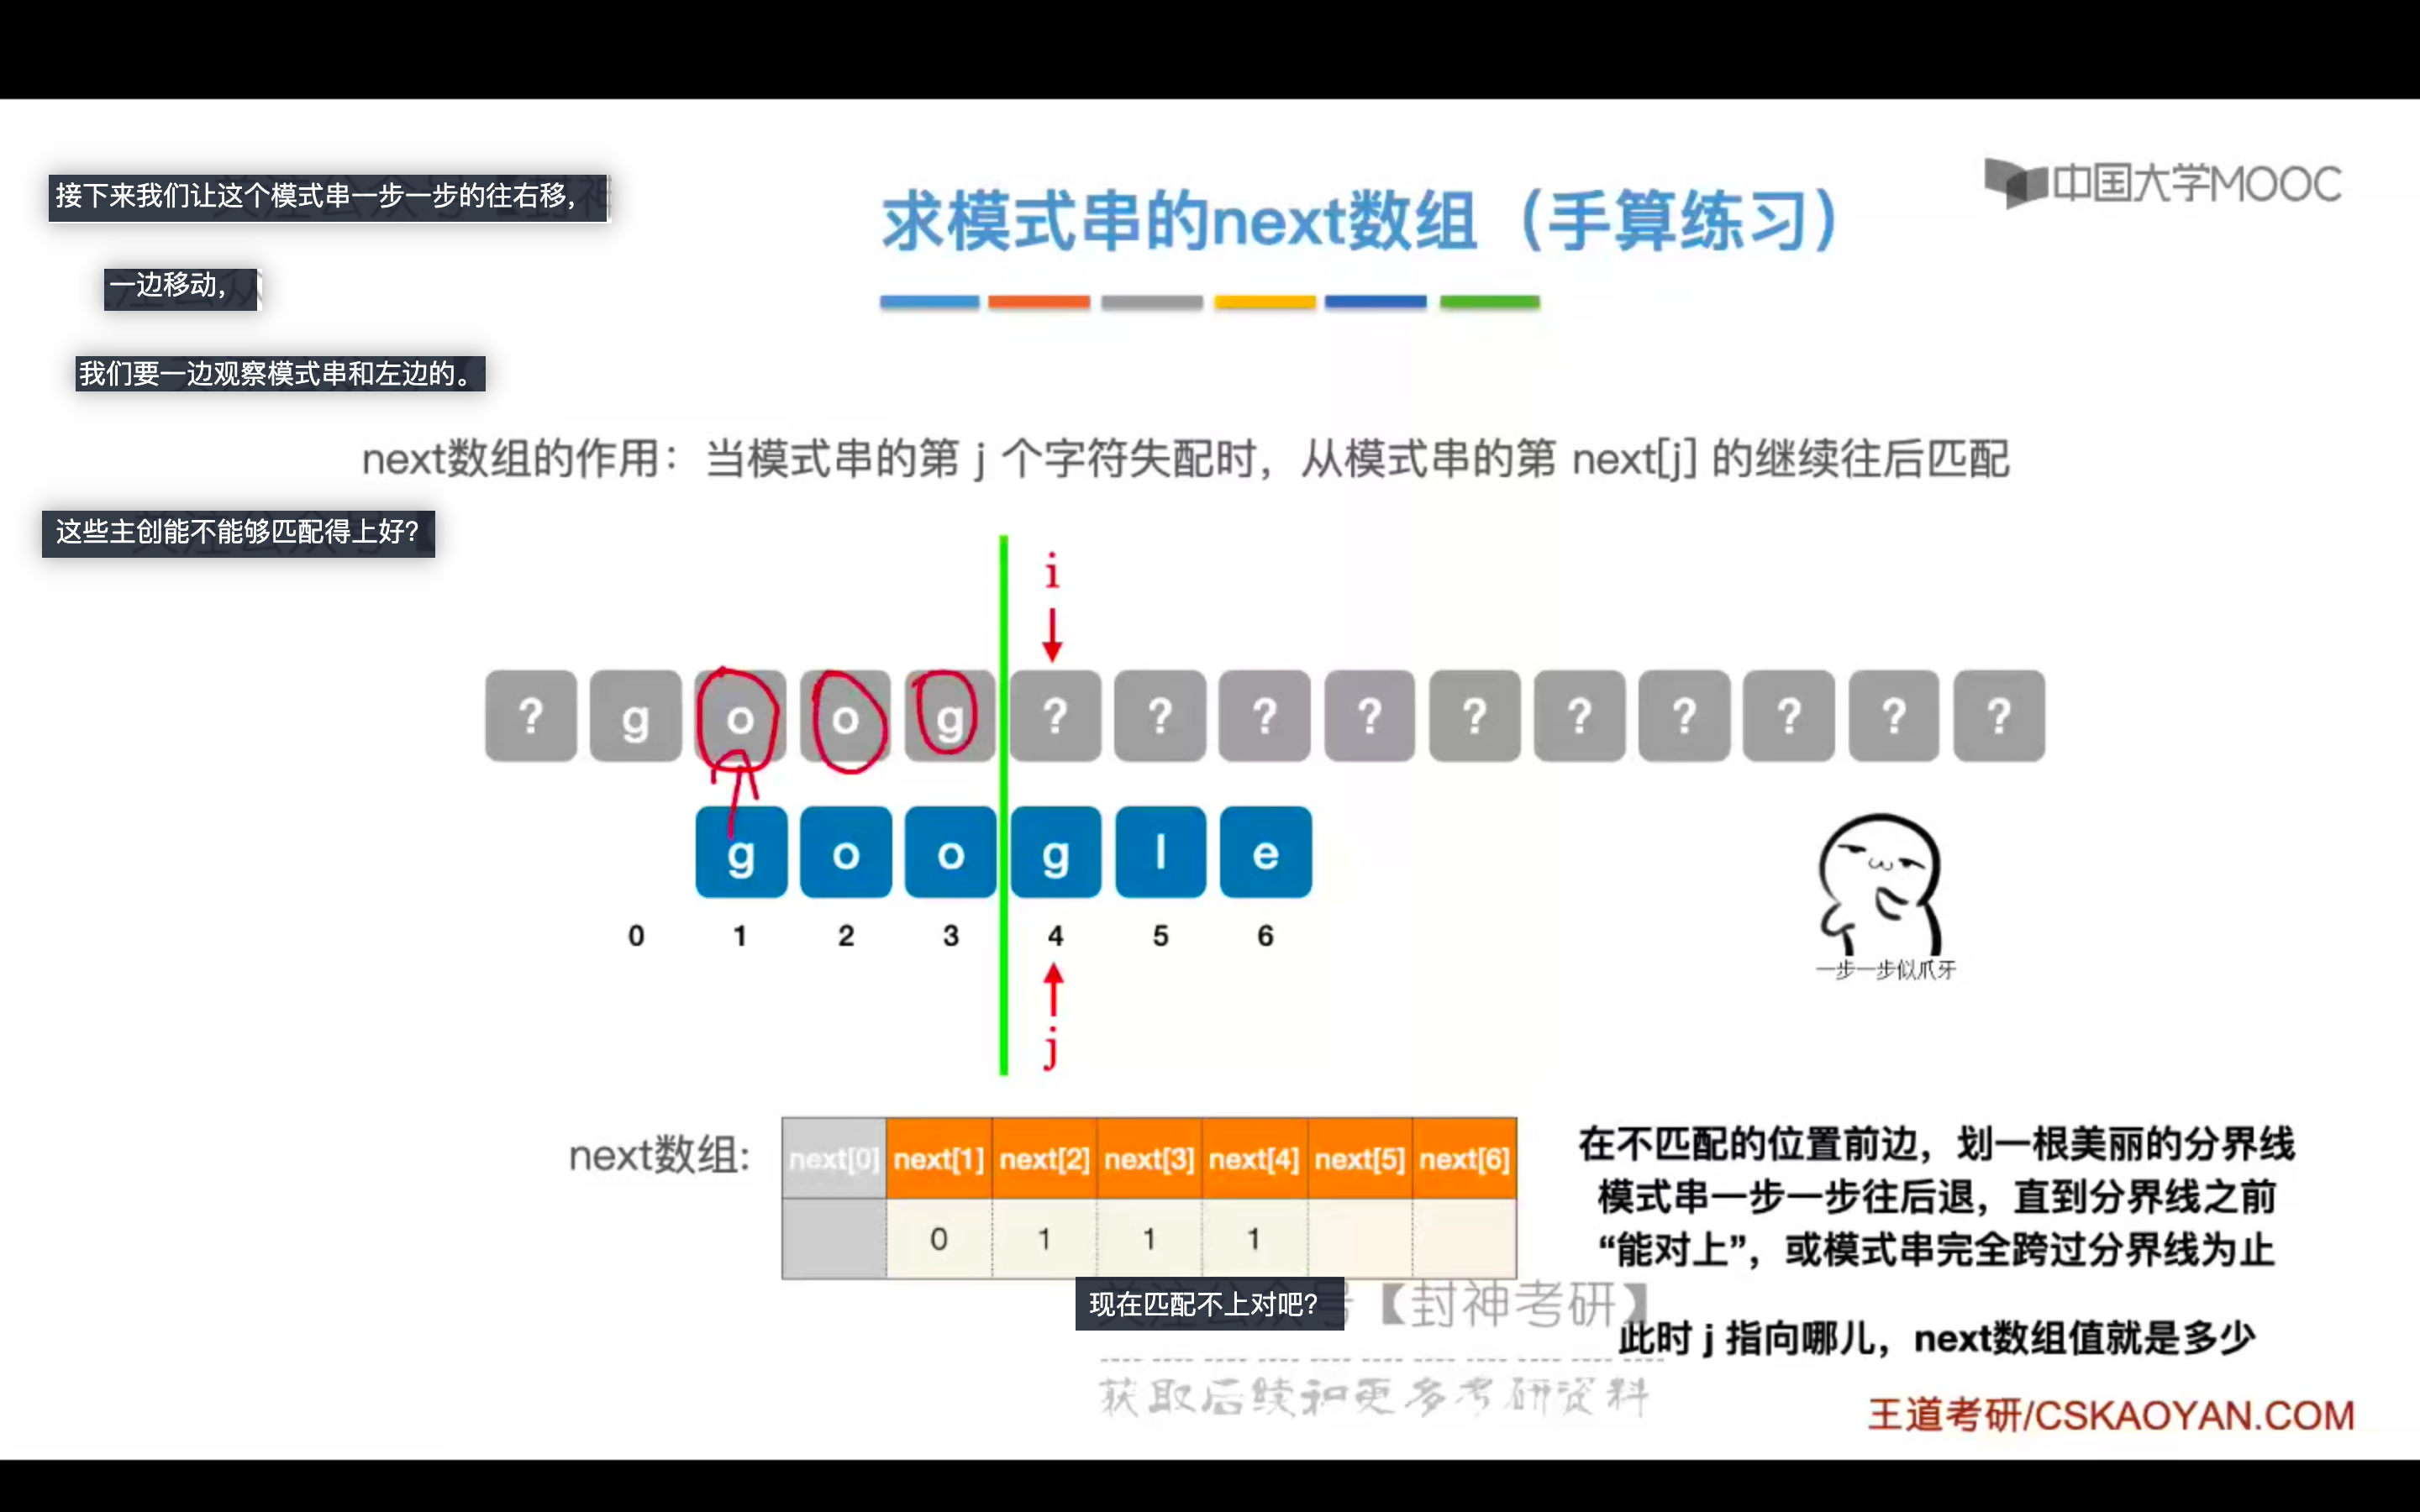 中国大学MOOC
求模式串的next数组（手算练习）
接下来我们让这个模式串一步一步的往右移，
一边移动，
我们要一边观察模式串和左边的。
next数组的作用：当模式串的第 j 个字符失配时，从模式串的第 next[j] 的继续往后匹配
这些主创能不能够匹配得上好？
i
? g o o g ? ? ? ? ? ? ? ? ? ?
g o o g l e
0 1 2 3 4 5 6
一步一步似爪牙
j
next数组:
next[0] next[1] next[2] next[3] next[4] next[5] next[6]
0 1 1 1
在不匹配的位置前边，划一根美丽的分界线
模式串一步一步往后退，直到分界线之前
“能对上”，或模式串完全跨过分界线为止
现在匹配不上对吧？
号【封神考研】
此时 j 指向哪儿，next数组值就是多少
获取后续和更多考研资料
王道考研/CSKAOYAN.COM